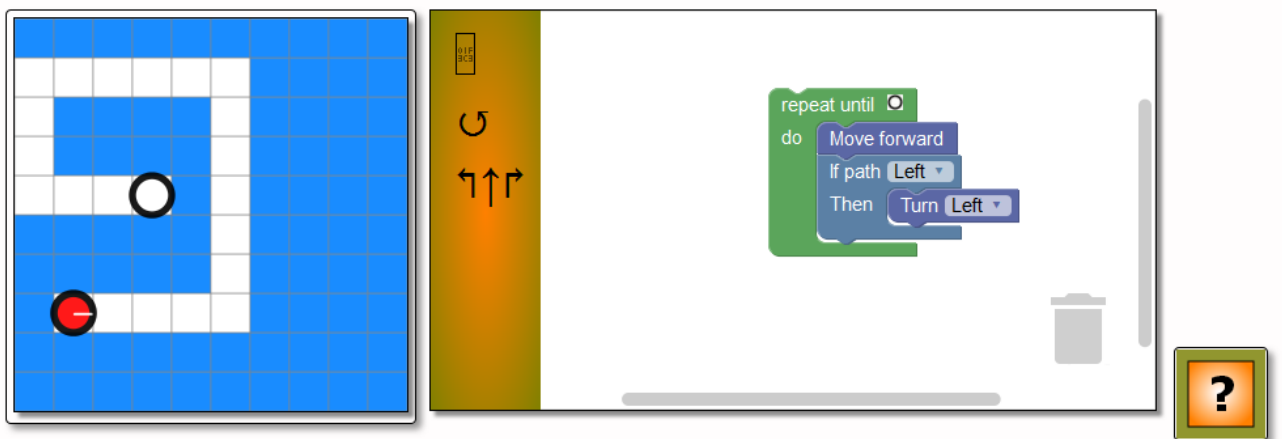 repeat until
do Move forward
If path Left
Then Turn Left
?